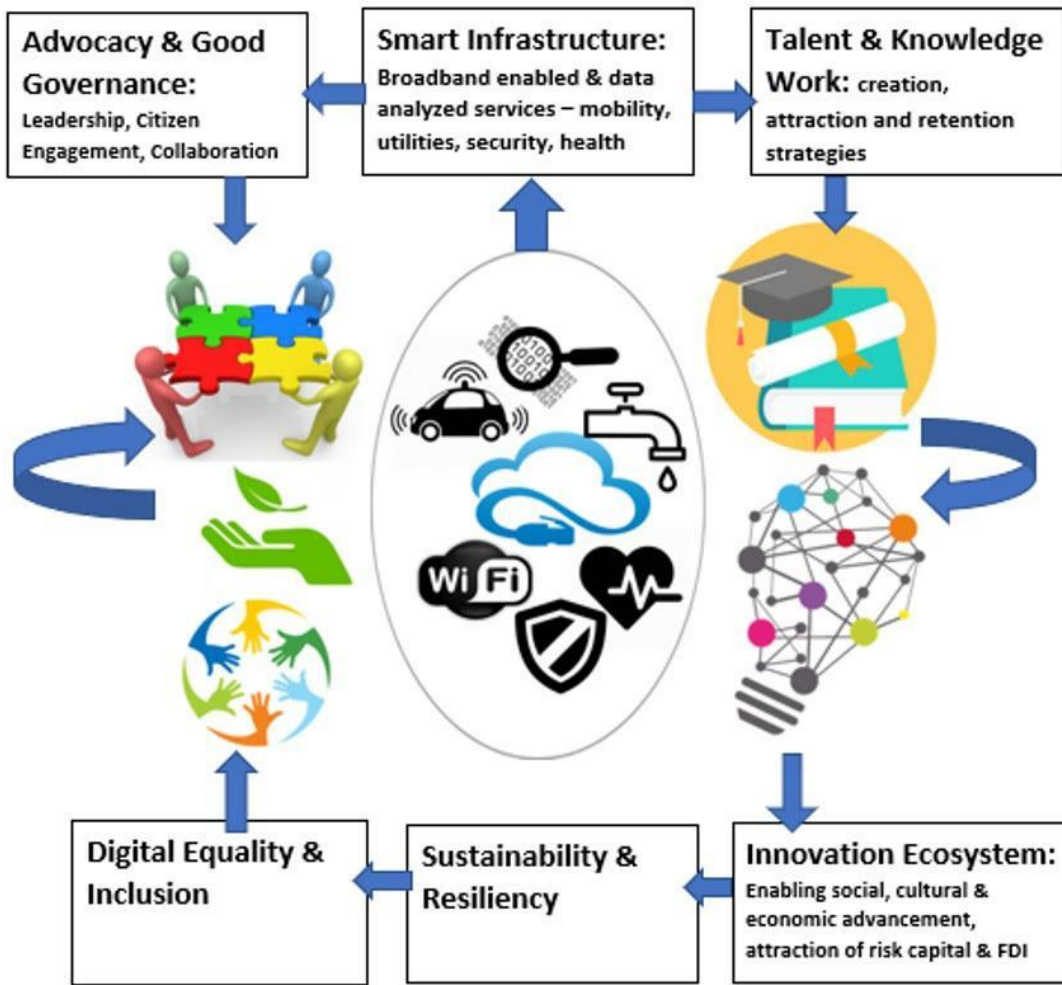 Advocacy & Good
Governance:
Leadership, Citizen
Engagement, Collaboration
Smart Infrastructure:
Broadband enabled & data
analyzed services – mobility,
utilities, security, health
Talent & Knowledge
Work: creation,
attraction and retention
strategies
Wi Fi
Digital Equality &
Inclusion
Sustainability &
Resiliency
Innovation Ecosystem:
Enabling social, cultural &
economic advancement,
attraction of risk capital & FDI